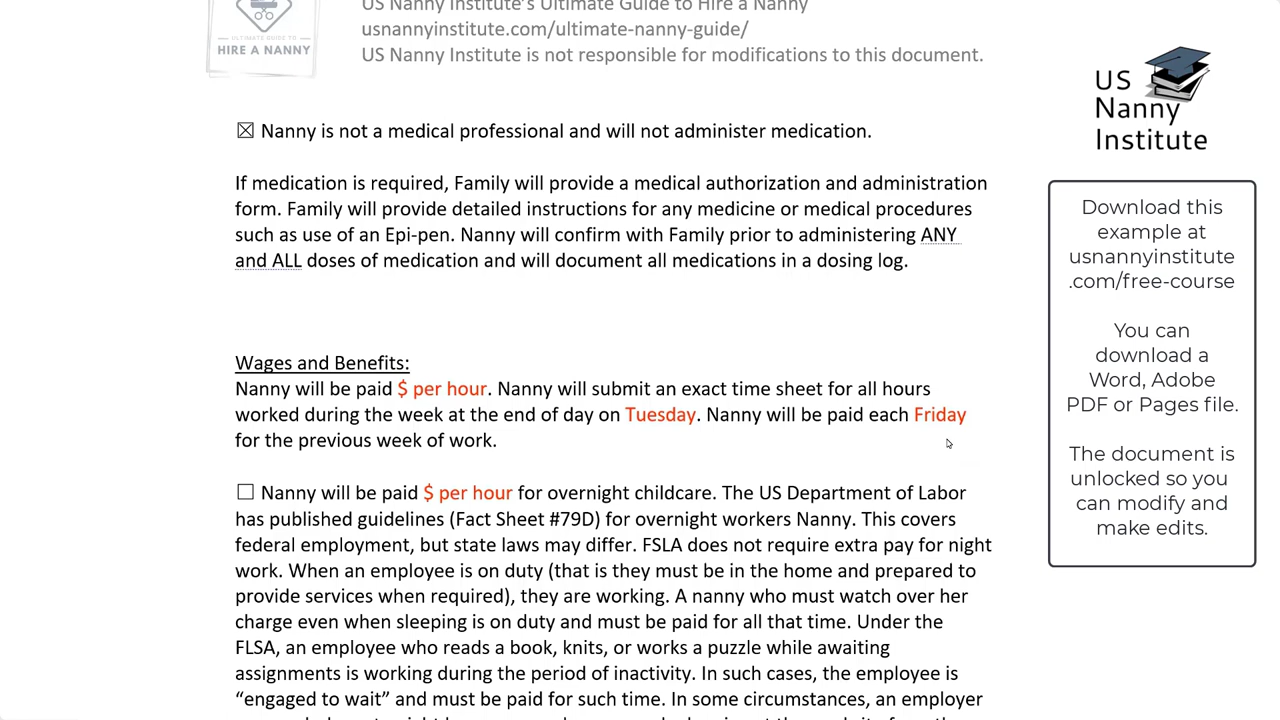 US Nanny Institute's Ultimate Guide to Hire a Nanny
usnannyinstitute.com/ultimate-nanny-guide/
US Nanny Institute is not responsible for modifications to this document.
ULTIMATE GUIDE TO
HIRE A NANNY
☒ Nanny is not a medical professional and will not administer medication.
If medication is required, Family will provide a medical authorization and administration
form. Family will provide detailed instructions for any medicine or medical procedures
such as use of an Epi-pen. Nanny will confirm with Family prior to administering ANY
and ALL doses of medication and will document all medications in a dosing log.
Wages and Benefits:
Nanny will be paid $ per hour. Nanny will submit an exact time sheet for all hours
worked during the week at the end of day on Tuesday. Nanny will be paid each Friday
for the previous week of work.
☐ Nanny will be paid $ per hour for overnight childcare. The US Department of Labor
has published guidelines (Fact Sheet #79D) for overnight workers Nanny. This covers
federal employment, but state laws may differ. FSLA does not require extra pay for night
work. When an employee is on duty (that is they must be in the home and prepared to
provide services when required), they are working. A nanny who must watch over her
charge even when sleeping is on duty and must be paid for all that time. Under the
FLSA, an employee who reads a book, knits, or works a puzzle while awaiting
assignments is working during the period of inactivity. In such cases, the employee is
“engaged to wait” and must be paid for such time. In some circumstances, an employer
US
Nanny
Institute
Download this
example at
usnannyinstitute
.com/free-course
You can
download a
Word, Adobe
PDF or Pages file.
The document is
unlocked so you
can modify and
make edits.